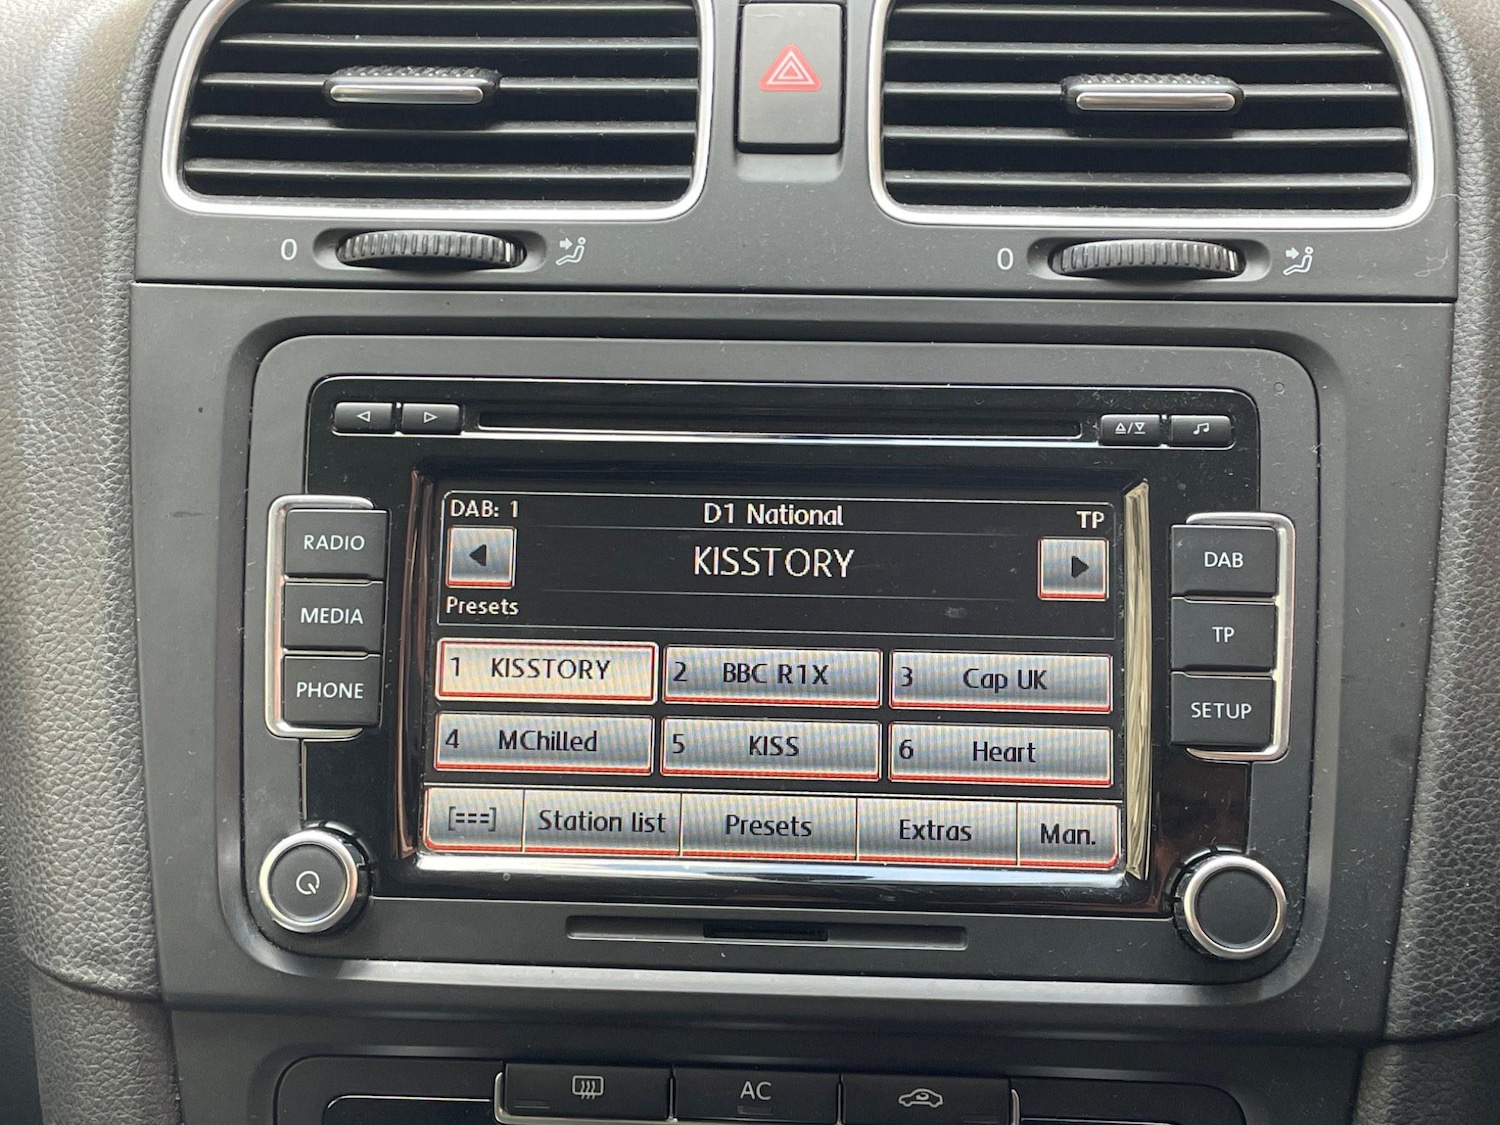 0
0
RADIO
MEDIA
PHONE
DAB: 1
D1 National
TP
KISSTORY
Presets
1 KISSTORY
2 BBC R1X
3 Cap UK
4 MChilled
5 KISS
6 Heart
[===]
Station list
Presets
Extras
Man.
DAB
TP
SETUP
AC